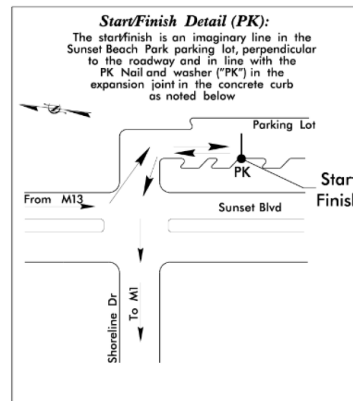 Start/Finish Detail (PK):
The start/finish is an imaginary line in the
Sunset Beach Park parking lot, perpendicular
to the roadway and in line with the
PK Nail and washer ("PK") in the
expansion joint in the concrete curb
as noted below
Parking Lot
PK
From M13
Sunset Blvd
Start
Finish
Shoreline Dr
To M1